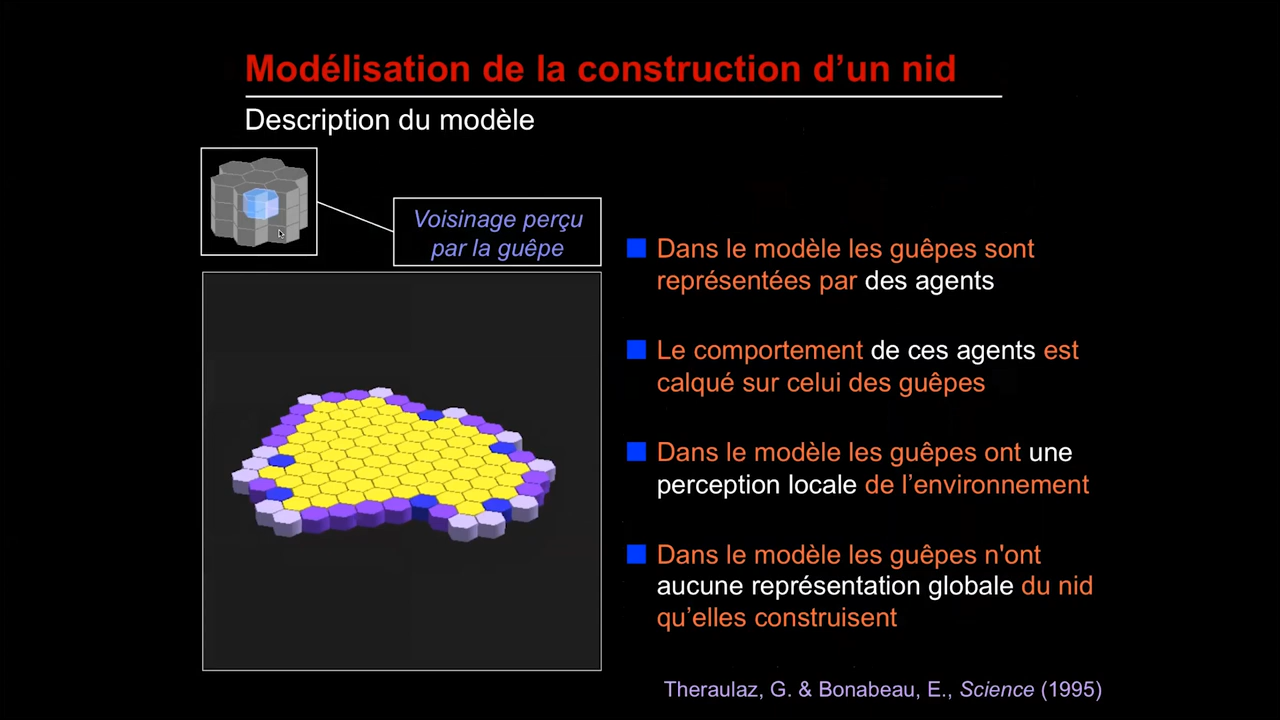 Modélisation de la construction d’un nid
Description du modèle
Voisinage perçu
par la guêpe
Dans le modèle les guêpes sont
représentées par des agents
Le comportement de ces agents est
calqué sur celui des guêpes
Dans le modèle les guêpes ont une
perception locale de l’environnement
Dans le modèle les guêpes n'ont
aucune représentation globale du nid
qu’elles construisent
Theraulaz, G. & Bonabeau, E., Science (1995)